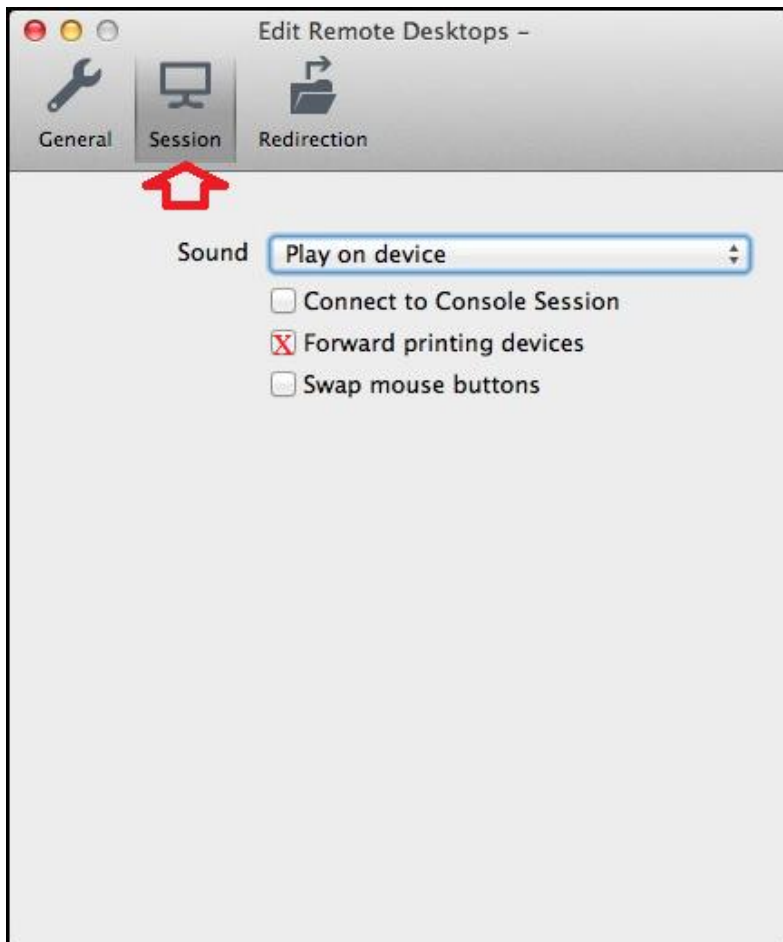 Edit Remote Desktops –
General Session Redirection
Sound Play on device
Connect to Console Session
X Forward printing devices
Swap mouse buttons